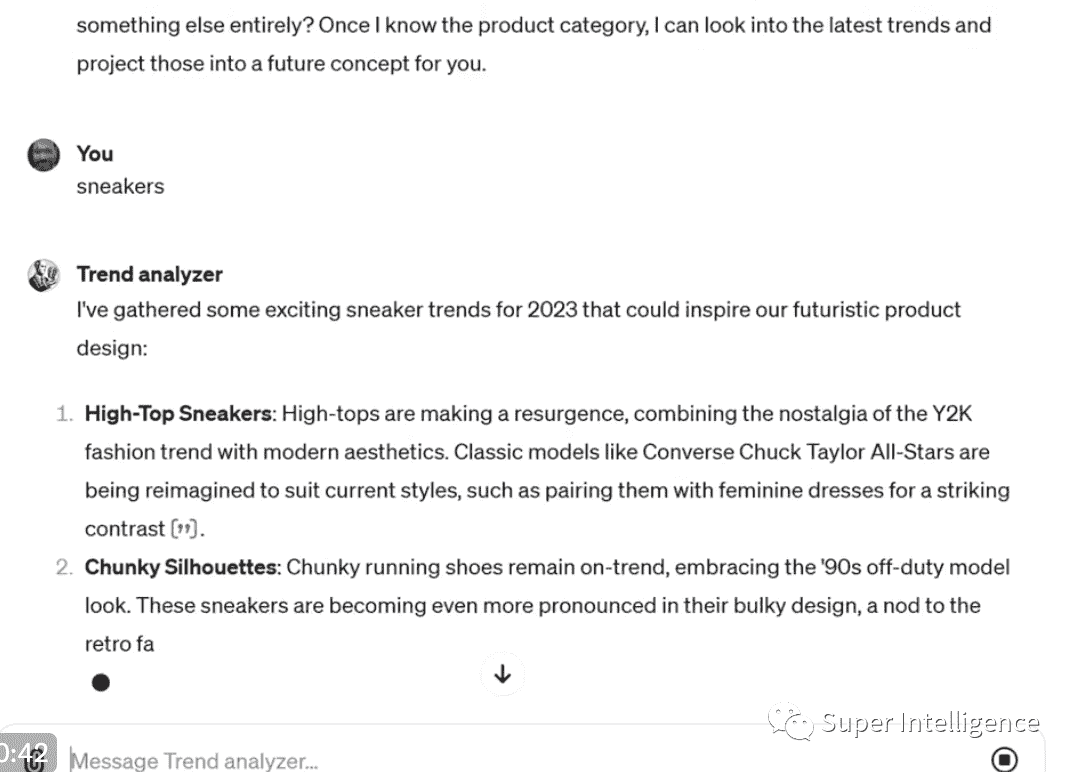 something else entirely? Once I know the product category, I can look into the latest trends and
project those into a future concept for you.
You
sneakers
Trend analyzer
I've gathered some exciting sneaker trends for 2023 that could inspire our futuristic product
design:
1. High-Top Sneakers: High-tops are making a resurgence, combining the nostalgia of the Y2K
fashion trend with modern aesthetics. Classic models like Converse Chuck Taylor All-Stars are
being reimagined to suit current styles, such as pairing them with feminine dresses for a striking
contrast ["].
2. Chunky Silhouettes: Chunky running shoes remain on-trend, embracing the '90s off-duty model
look. These sneakers are becoming even more pronounced in their bulky design, a nod to the
retro fa
Super Intelligence
0:42
Message Trend analyzer...